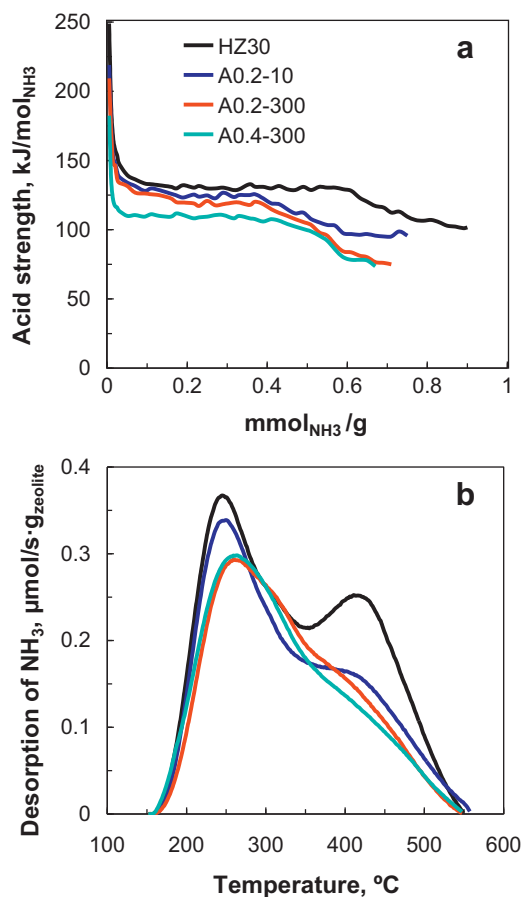 a
HZ30
A0.2-10
A0.2-300
A0.4-300
250
200
150
100
50
0
Acid strength, kJ/molNH3
0
0.2
0.4
0.6
0.8
1
mmolNH3 /g
b
0.4
0.3
0.2
0.1
0
Desorption of NH3, µmol/s·gzeolite
100
200
300
400
500
600
Temperature, ºC